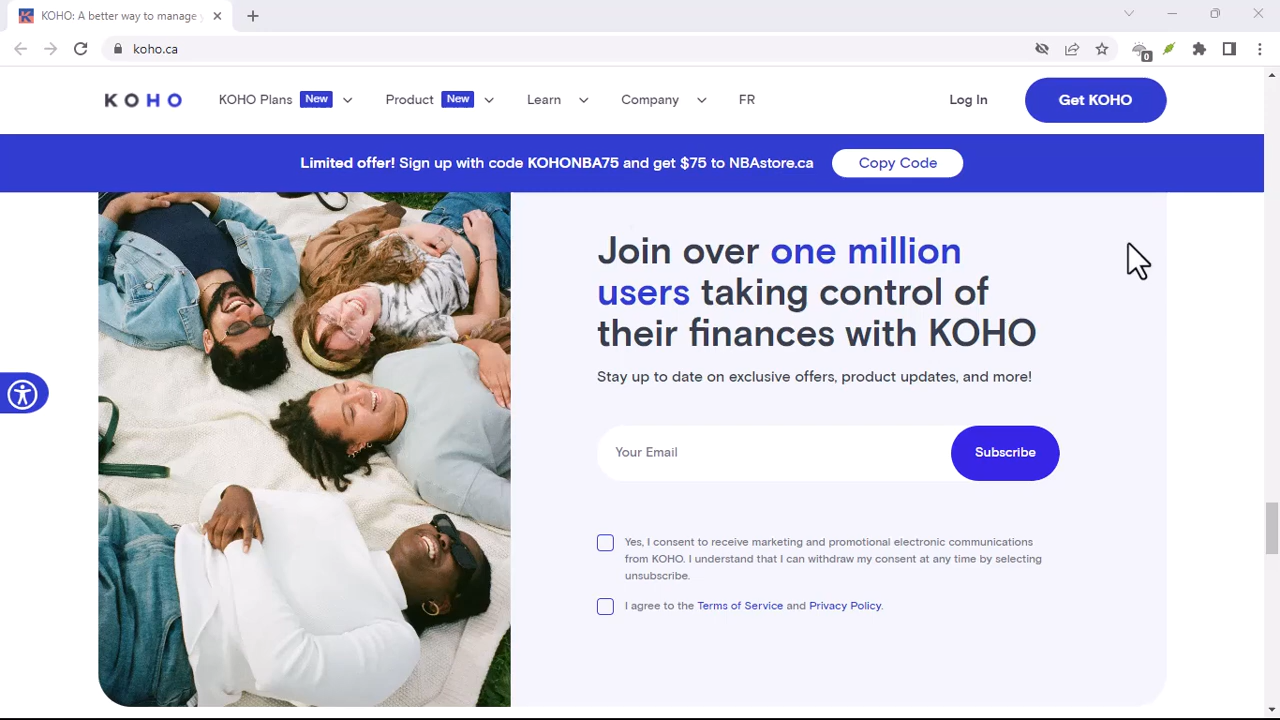 KOHO: A better way to manage
koho.ca
0
KOHO
KOHO Plans New
Product New
Learn
Company
FR
Log In
Get KOHO
Limited offer! Sign up with code KOHONBA75 and get $75 to NBAstore.ca
Copy Code
Join over one million
users taking control of
their finances with KOHO
Stay up to date on exclusive offers, product updates, and more!
Your Email
Subscribe
Yes, I consent to receive marketing and promotional electronic communications
from KOHO. I understand that I can withdraw my consent at any time by selecting
unsubscribe.
I agree to the Terms of Service and Privacy Policy.